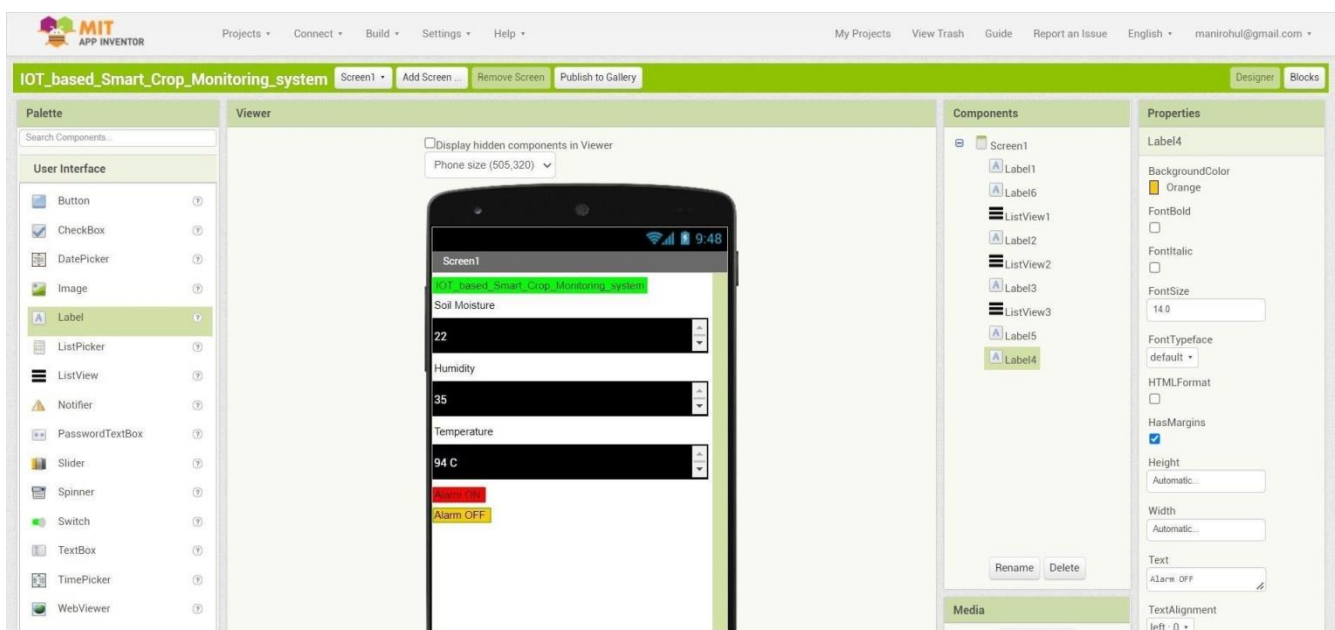 MIT
APP INVENTOR
Projects Connect Build Settings Help My Projects View Trash Guide Report an Issue English manirohul@gmail.com
IOT_based_Smart_Crop_Monitoring_system Screen1 Add Screen ... Remove Screen Publish to Gallery Designer Blocks
Palette
Search Components...
User Interface
Button
CheckBox
DatePicker
Image
Label
ListPicker
ListView
Notifier
PasswordTextBox
Slider
Spinner
Switch
TextBox
TimePicker
WebViewer
Viewer
Display hidden components in Viewer
Phone size (505,320)
9:48
Screen1
IOT_based_Smart_Crop_Monitoring_system
Soil Moisture
22
Humidity
35
Temperature
94 C
Alarm ON
Alarm OFF
Components
Screen1
Label1
Label6
ListView1
Label2
ListView2
Label3
ListView3
Label5
Label4
Rename Delete
Media
Properties
Label4
BackgroundColor
Orange
FontBold
FontItalic
FontSize
14.0
FontTypeface
default
HTMLFormat
HasMargins
Height
Automatic...
Width
Automatic...
Text
Alarm OFF
TextAlignment
left : 0